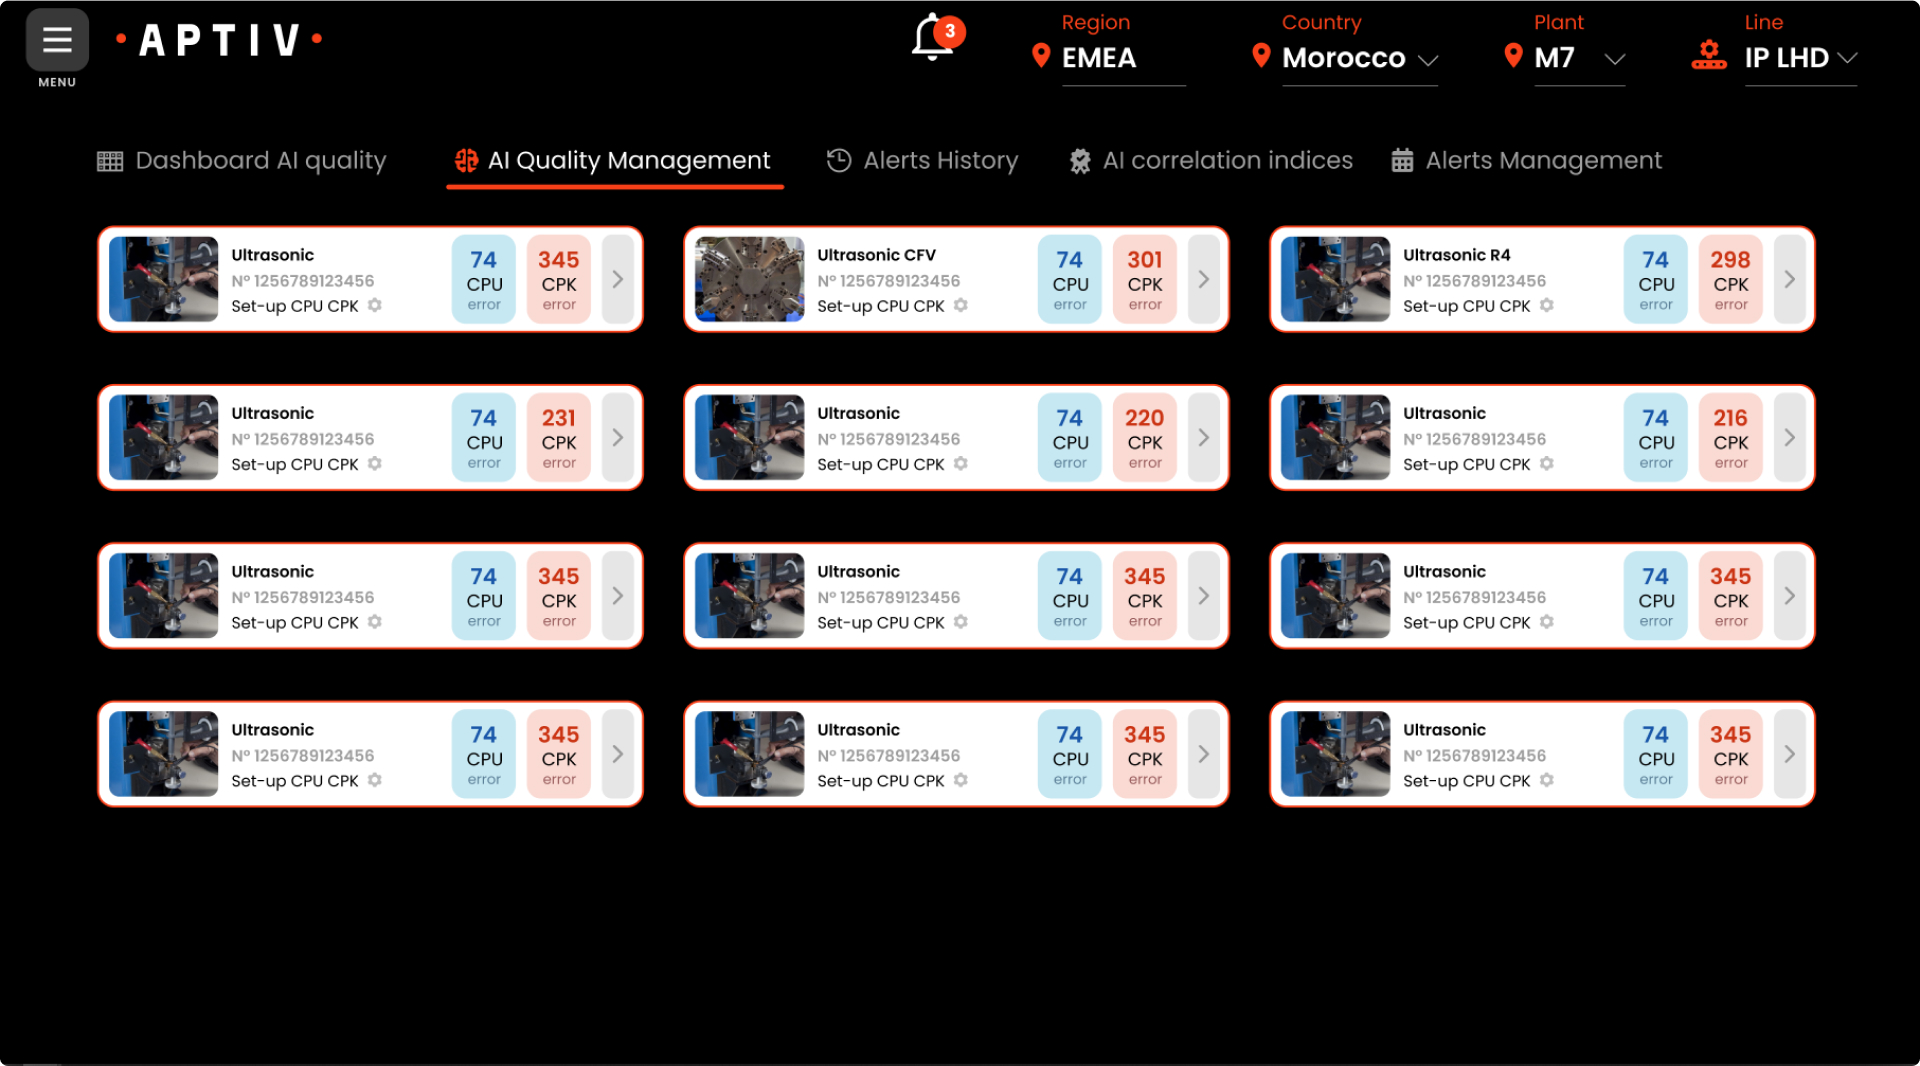 MENU
APTIV
3
Region
EMEA
Country
Morocco
Plant
M7
Line
IP LHD
Dashboard AI quality
AI Quality Management
Alerts History
AI correlation indices
Alerts Management
Ultrasonic
Nº 1256789123456
Set-up CPU CPK
74
CPU
error
345
CPK
error
Ultrasonic CFV
Nº 1256789123456
Set-up CPU CPK
74
CPU
error
301
CPK
error
Ultrasonic R4
Nº 1256789123456
Set-up CPU CPK
74
CPU
error
298
CPK
error
Ultrasonic
Nº 1256789123456
Set-up CPU CPK
74
CPU
error
231
CPK
error
Ultrasonic
Nº 1256789123456
Set-up CPU CPK
74
CPU
error
220
CPK
error
Ultrasonic
Nº 1256789123456
Set-up CPU CPK
74
CPU
error
216
CPK
error
Ultrasonic
Nº 1256789123456
Set-up CPU CPK
74
CPU
error
345
CPK
error
Ultrasonic
Nº 1256789123456
Set-up CPU CPK
74
CPU
error
345
CPK
error
Ultrasonic
Nº 1256789123456
Set-up CPU CPK
74
CPU
error
345
CPK
error
Ultrasonic
Nº 1256789123456
Set-up CPU CPK
74
CPU
error
345
CPK
error
Ultrasonic
Nº 1256789123456
Set-up CPU CPK
74
CPU
error
345
CPK
error
Ultrasonic
Nº 1256789123456
Set-up CPU CPK
74
CPU
error
345
CPK
error